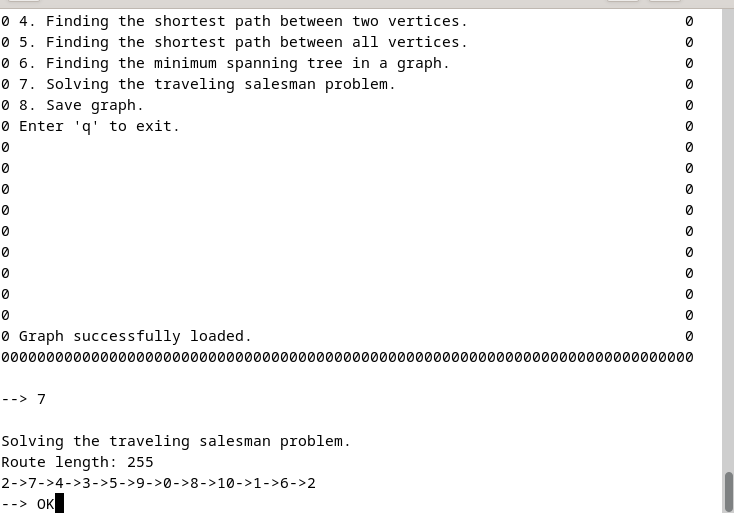 0 4. Finding the shortest path between two vertices. 0
0 5. Finding the shortest path between all vertices. 0
0 6. Finding the minimum spanning tree in a graph. 0
0 7. Solving the traveling salesman problem. 0
0 8. Save graph. 0
0 Enter 'q' to exit. 0
0 0
0 0
0 0
0 0
0 0
0 0
0 0
0 0
0 0
0 Graph successfully loaded. 0
00000000000000000000000000000000000000000000000000000000000000000000000000000
--> 7
Solving the traveling salesman problem.
Route length: 255
2->7->4->3->5->9->0->8->10->1->6->2
--> OK